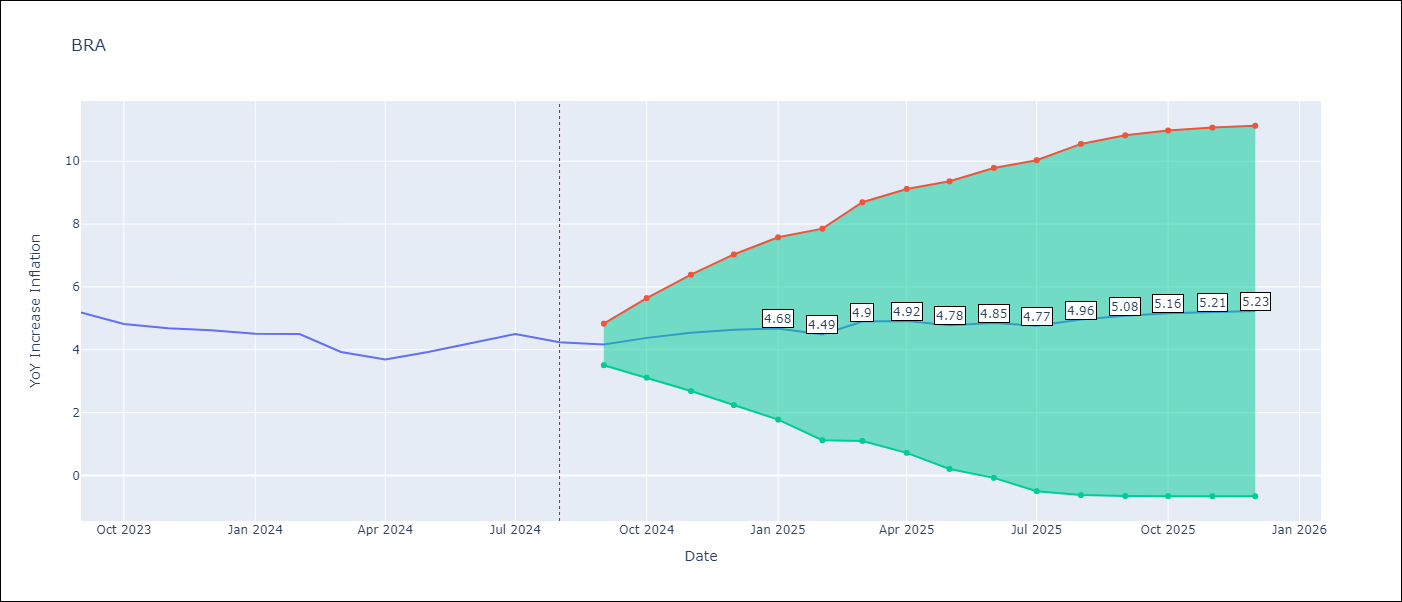 BRA
YoY Increase Inflation
10
8
6
4
2
0
4.68
4.49
4.9
4.92
4.78
4.85
4.77
4.96
5.08
5.16
5.21
5.23
Oct 2023
Jan 2024
Apr 2024
Jul 2024
Oct 2024
Jan 2025
Apr 2025
Jul 2025
Oct 2025
Jan 2026
Date